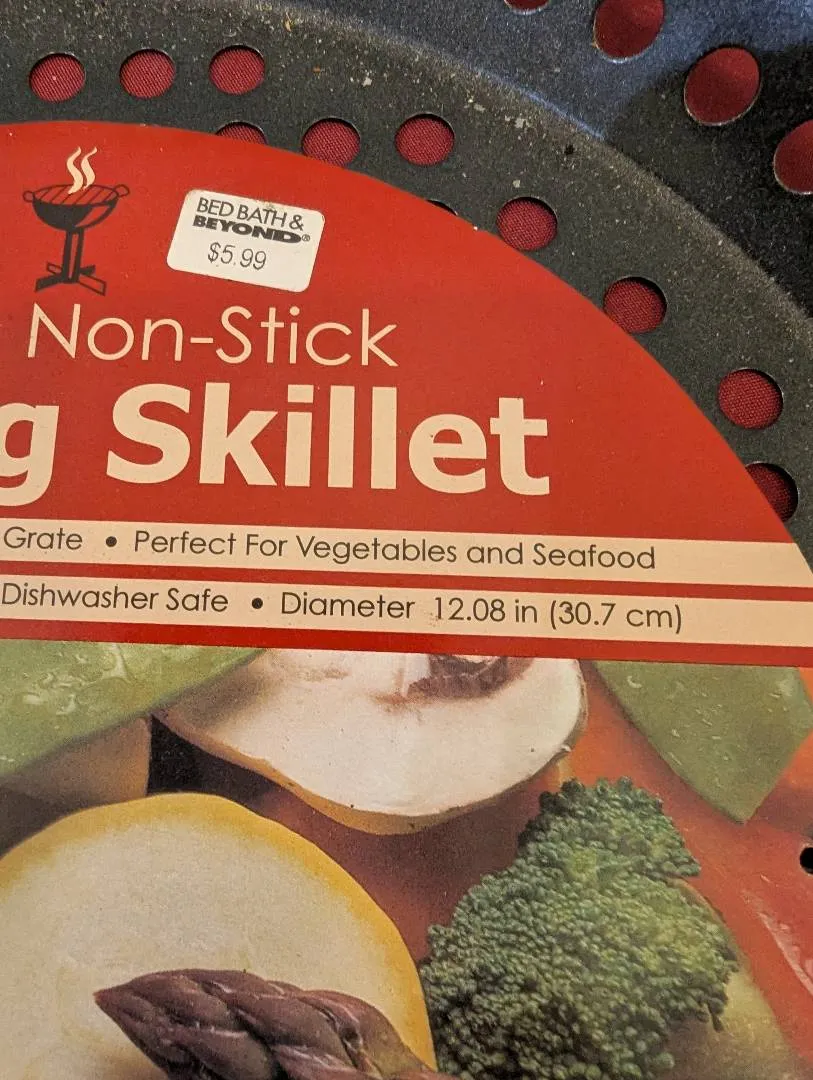 BED BATH &
BEYOND®
$5.99
Non-Stick
g Skillet
Grate • Perfect For Vegetables and Seafood
Dishwasher Safe • Diameter 12.08 in (30.7 cm)